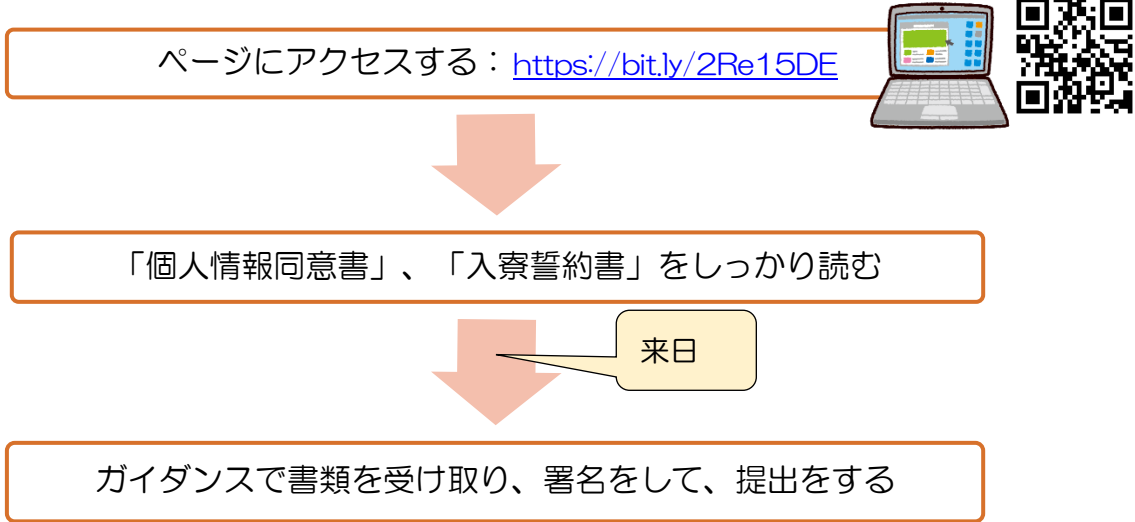 ページにアクセスする：https://bit.ly/2Re15DE
「個人情報同意書」、「入寮誓約書」をしっかり読む
来日
ガイダンスで書類を受け取り、署名をして、提出をする